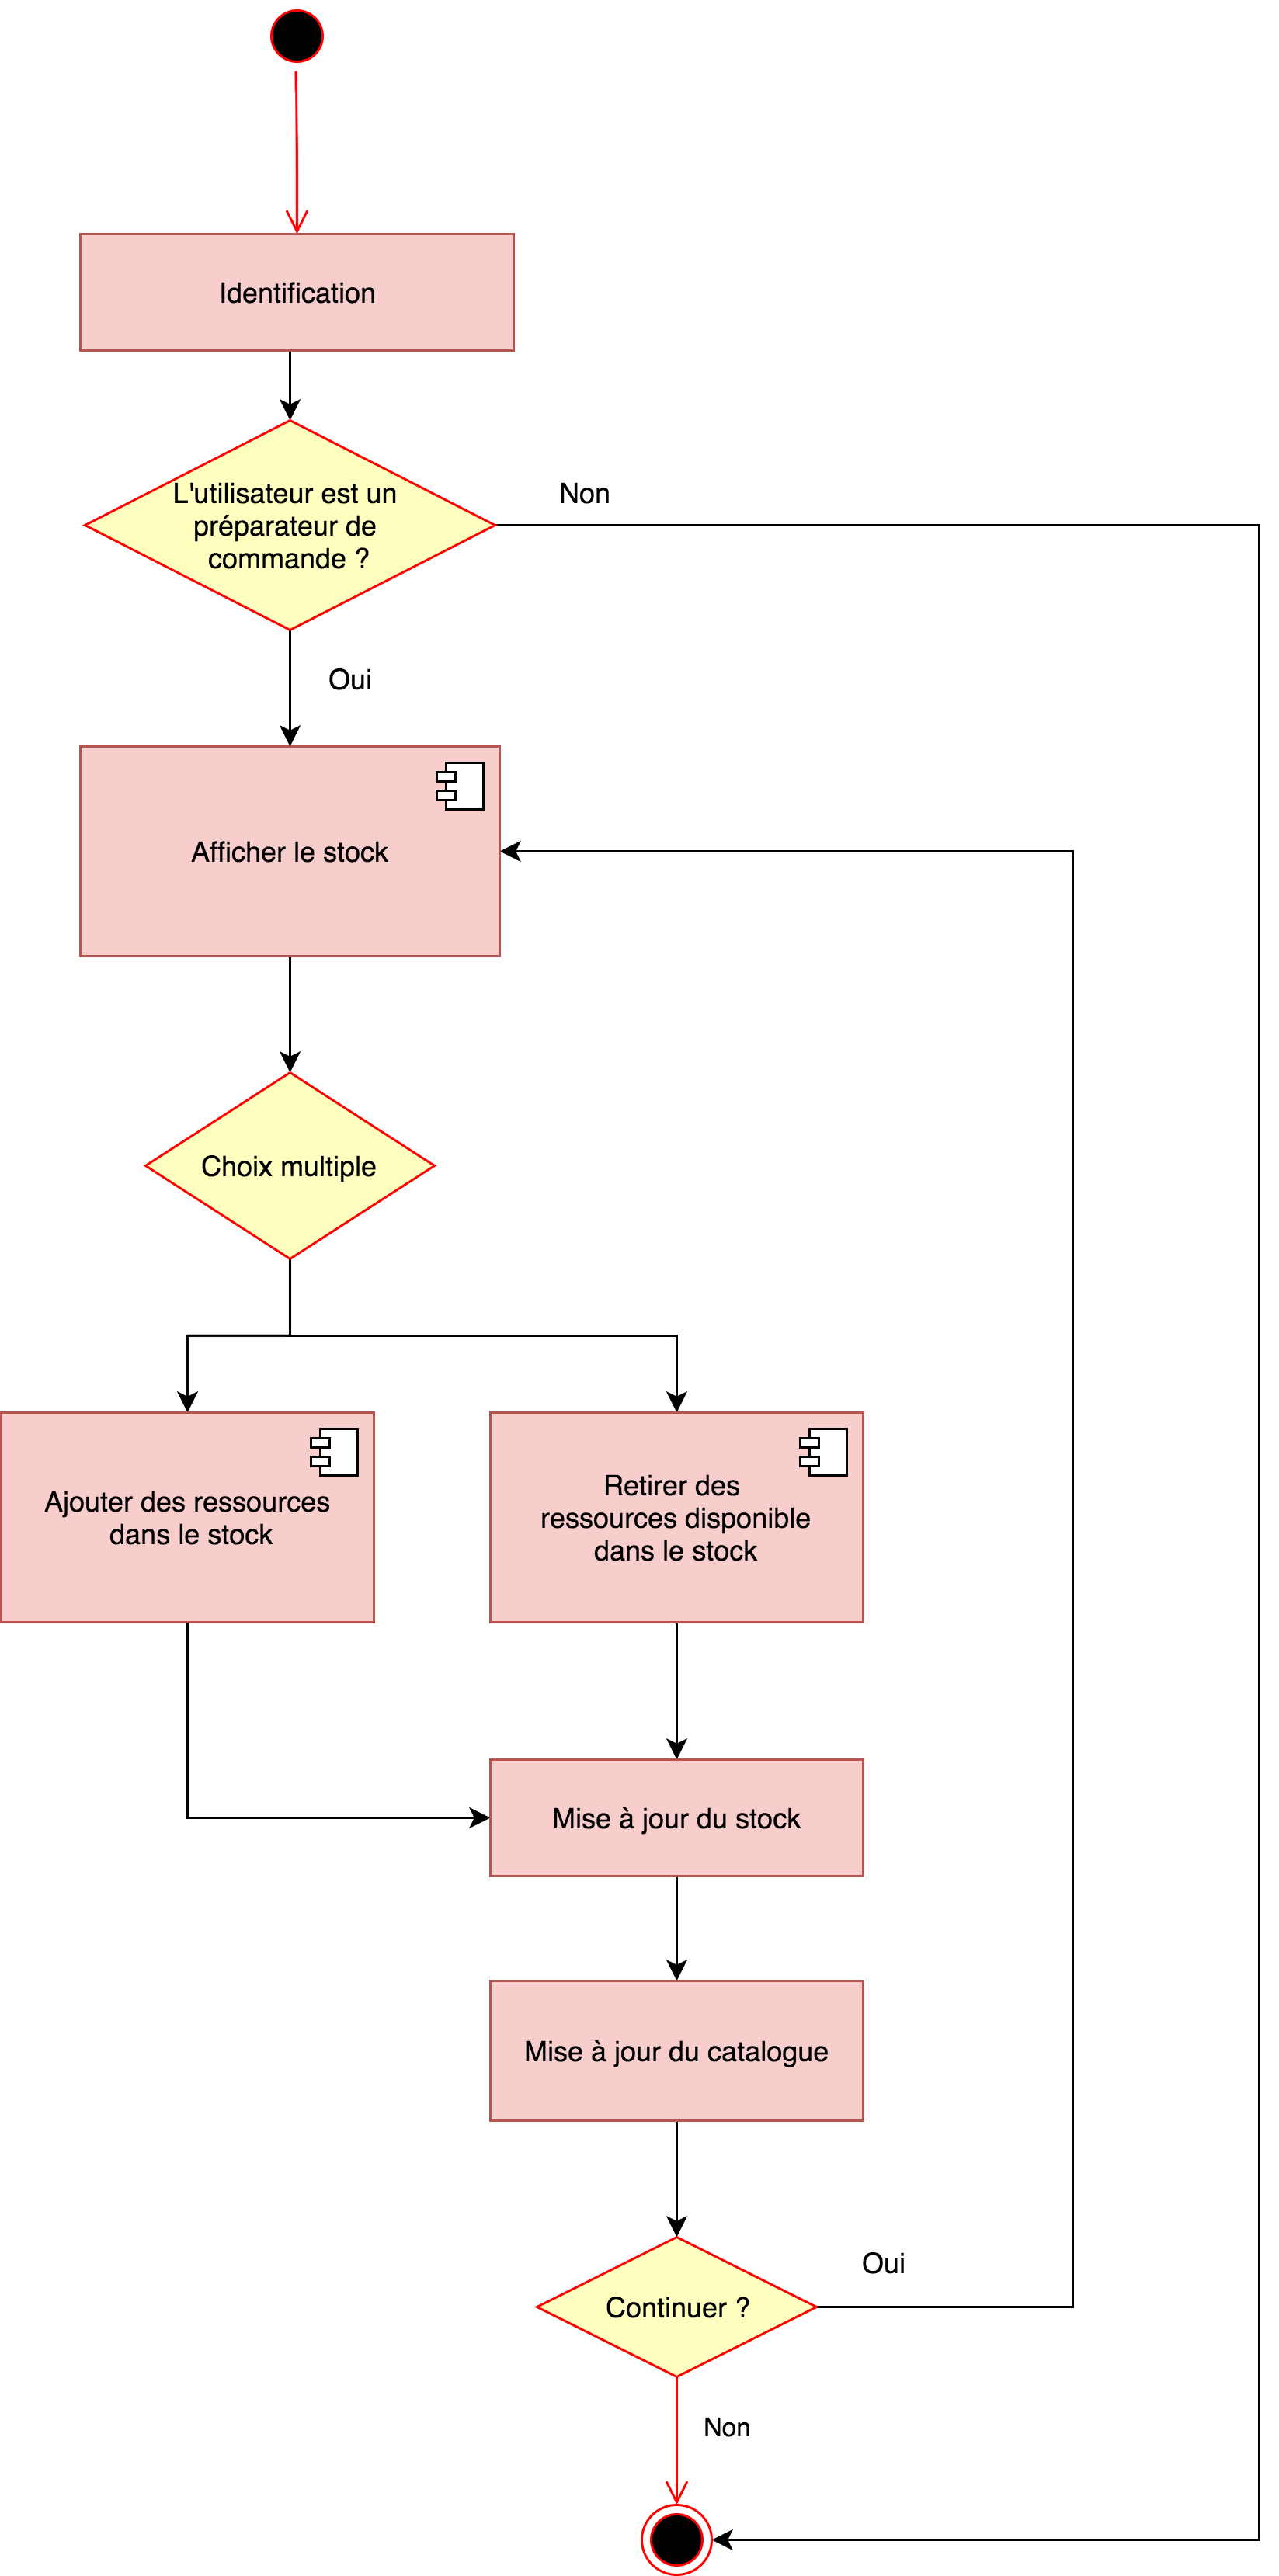 Identification
L'utilisateur est un
préparateur de
commande ?
Non
Oui
Afficher le stock
Choix multiple
Ajouter des ressources
dans le stock
Retirer des
ressources disponible
dans le stock
Mise à jour du stock
Mise à jour du catalogue
Oui
Continuer ?
Non